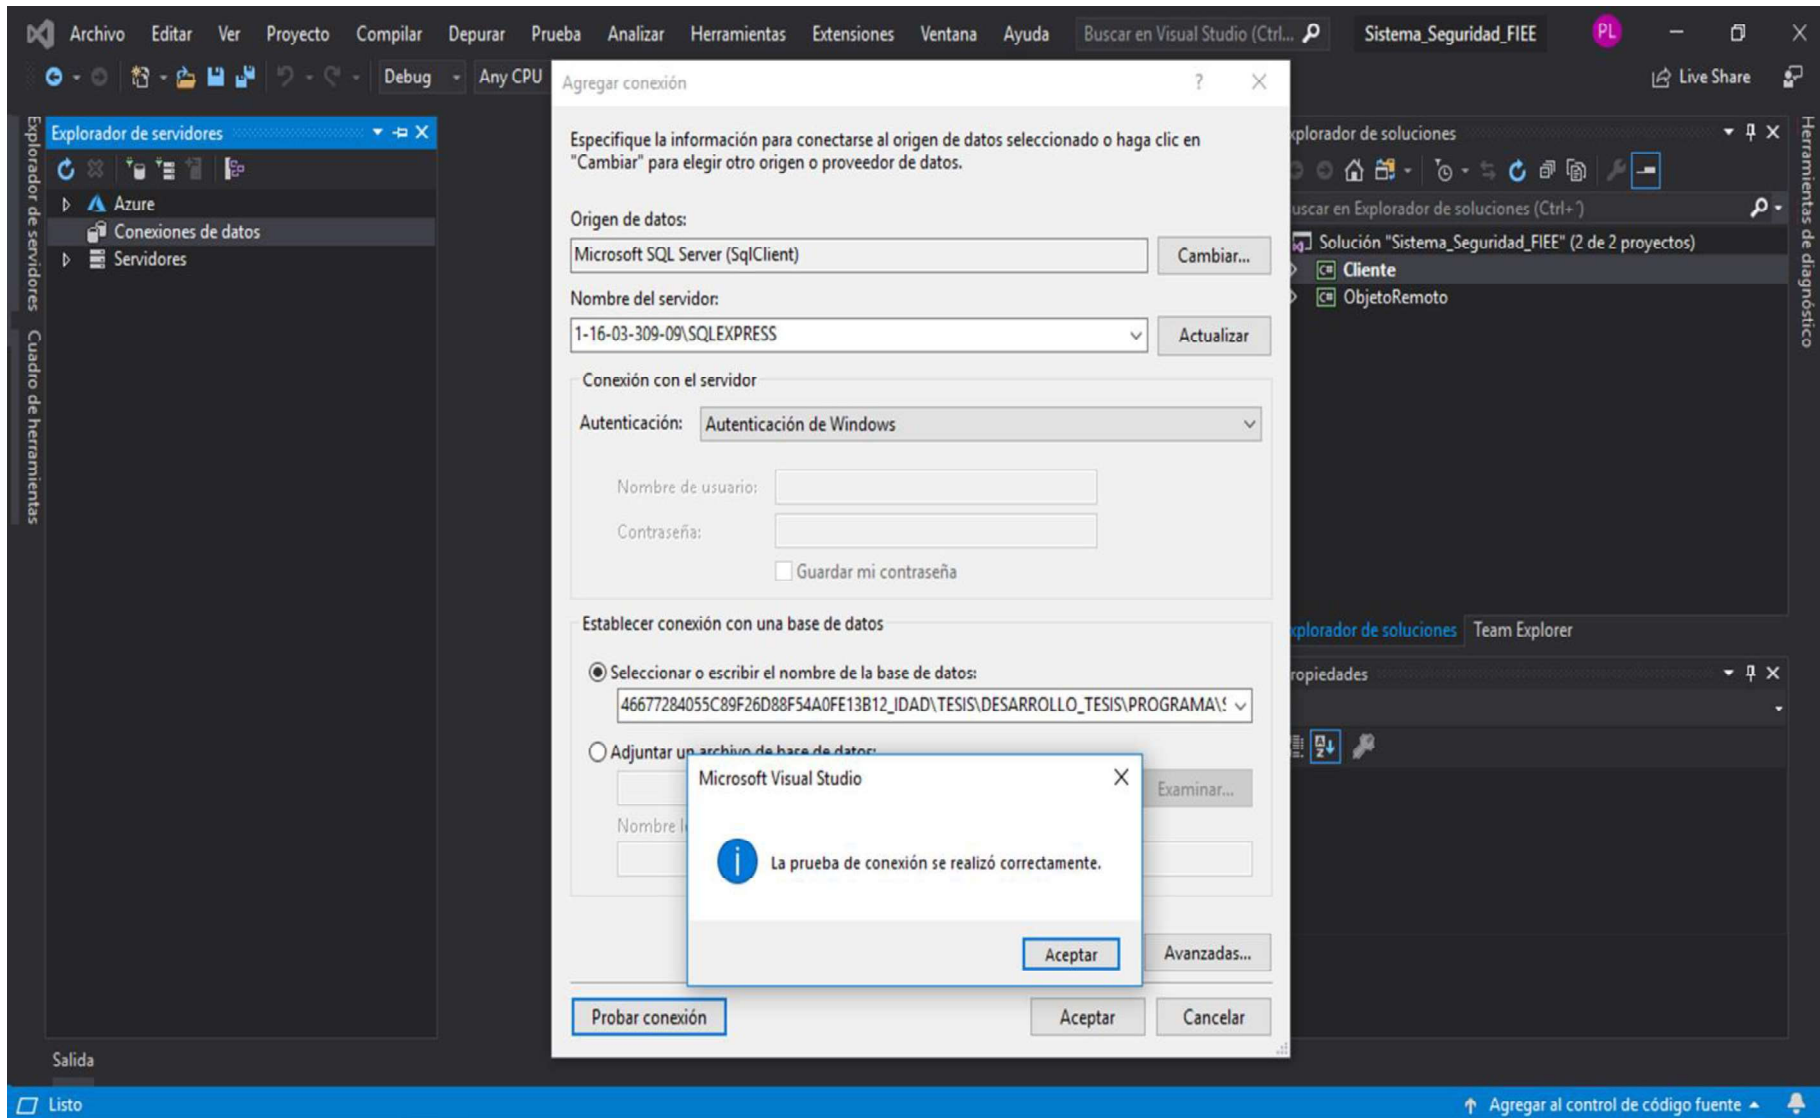 Archivo Editar Ver Proyecto Compilar Depurar Prueba Analizar Herramientas Extensiones Ventana Ayuda Buscar en Visual Studio (Ctrl... Sistema_Seguridad_FIEE PL
Debug Any CPU Live Share
Explorador de servidores
Cuadro de herramientas
Explorador de servidores
Azure
Conexiones de datos
Servidores
Agregar conexión
Especifique la información para conectarse al origen de datos seleccionado o haga clic en
"Cambiar" para elegir otro origen o proveedor de datos.
Origen de datos:
Microsoft SQL Server (SqlClient) Cambiar...
Nombre del servidor:
1-16-03-309-09\SQLEXPRESS Actualizar
Conexión con el servidor
Autenticación: Autenticación de Windows
Nombre de usuario:
Contraseña:
Guardar mi contraseña
Establecer conexión con una base de datos
Seleccionar o escribir el nombre de la base de datos:
46677284055C89F26D88F54A0FE13B12_IDAD\TESIS\DESARROLLO_TESIS\PROGRAMA\S
Adjuntar un archivo de base de datos:
Examinar...
Nombre l
Microsoft Visual Studio
La prueba de conexión se realizó correctamente.
Aceptar
Avanzadas...
Probar conexión Aceptar Cancelar
xplorador de soluciones
uscar en Explorador de soluciones (Ctrl+´)
Solución "Sistema_Seguridad_FIEE" (2 de 2 proyectos)
C# Cliente
C# ObjetoRemoto
xplorador de soluciones Team Explorer
ropiedades
Herramientas de diagnóstico
Salida
Listo Agregar al control de código fuente